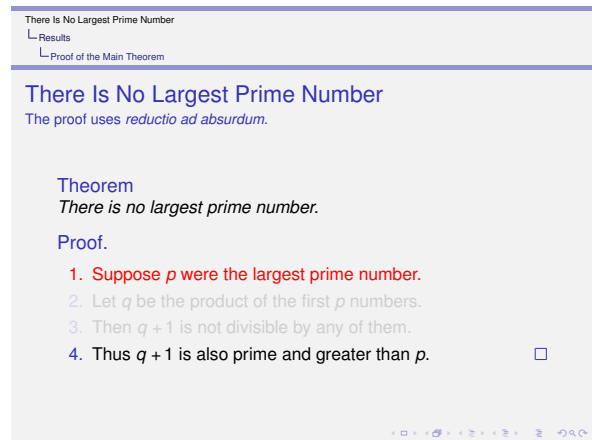 There Is No Largest Prime Number
Results
Proof of the Main Theorem
There Is No Largest Prime Number
The proof uses reductio ad absurdum.
Theorem
There is no largest prime number.
Proof.
1. Suppose p were the largest prime number.
2. Let q be the product of the first p numbers.
3. Then q + 1 is not divisible by any of them.
4. Thus q + 1 is also prime and greater than p. □